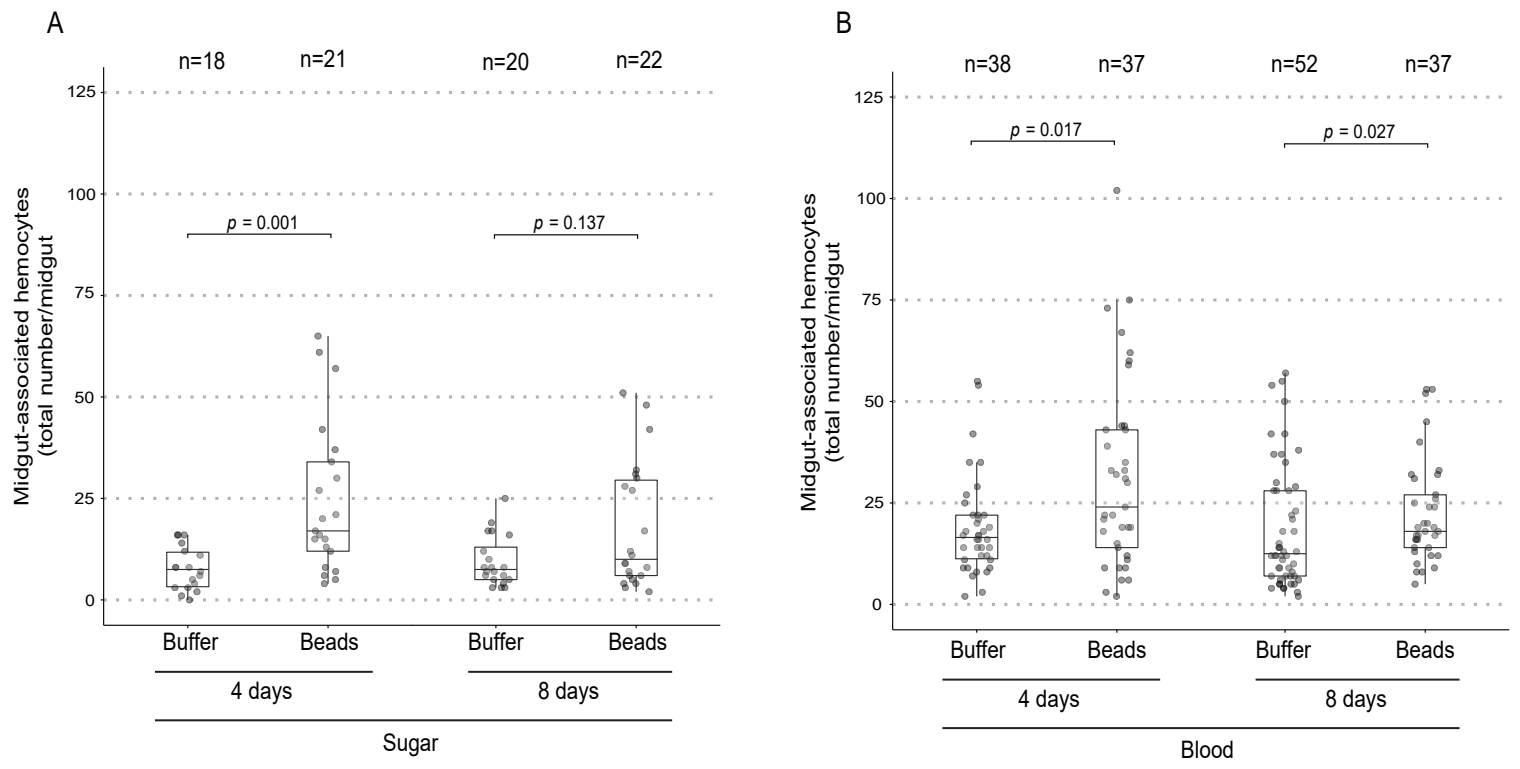 A
n=18 n=21 n=20 n=22
125
100
75
50
25
0
p = 0.001
p = 0.137
Midgut-associated hemocytes
(total number/midgut
Buffer Beads Buffer Beads
4 days 8 days
Sugar
B
n=38 n=37 n=52 n=37
125
100
75
50
25
0
p = 0.017
p = 0.027
Midgut-associated hemocytes
(total number/midgut
Buffer Beads Buffer Beads
4 days 8 days
Blood